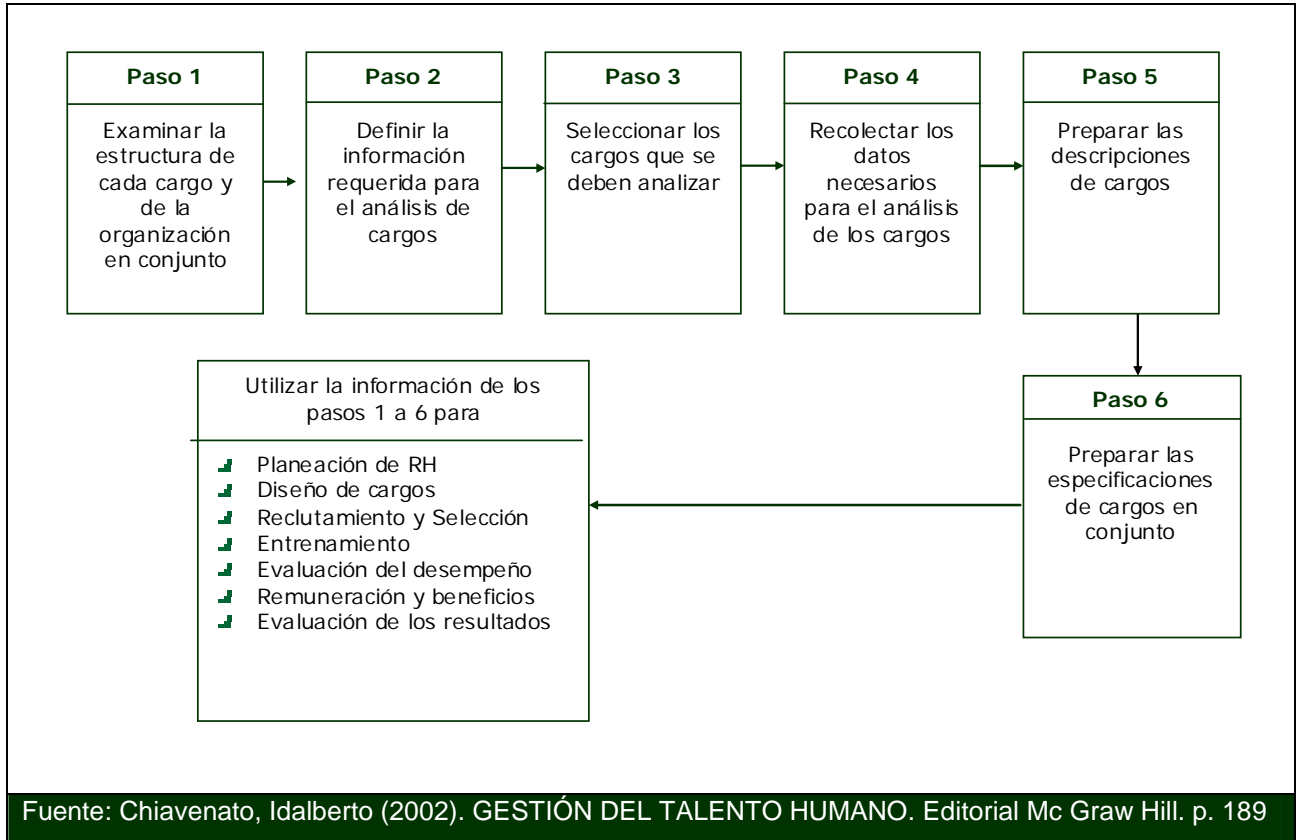 Paso 1
Examinar la
estructura de
cada cargo y
de la
organización
en conjunto
Paso 2
Definir la
información
requerida para
el análisis de
cargos
Paso 3
Seleccionar los
cargos que se
deben analizar
Paso 4
Recolectar los
datos
necesarios
para el análisis
de los cargos
Paso 5
Preparar las
descripciones
de cargos
Paso 6
Preparar las
especificaciones
de cargos en
conjunto
Utilizar la información de los
pasos 1 a 6 para
Planeación de RH
Diseño de cargos
Reclutamiento y Selección
Entrenamiento
Evaluación del desempeño
Remuneración y beneficios
Evaluación de los resultados
Fuente: Chiavenato, Idalberto (2002). GESTIÓN DEL TALENTO HUMANO. Editorial Mc Graw Hill. p. 189